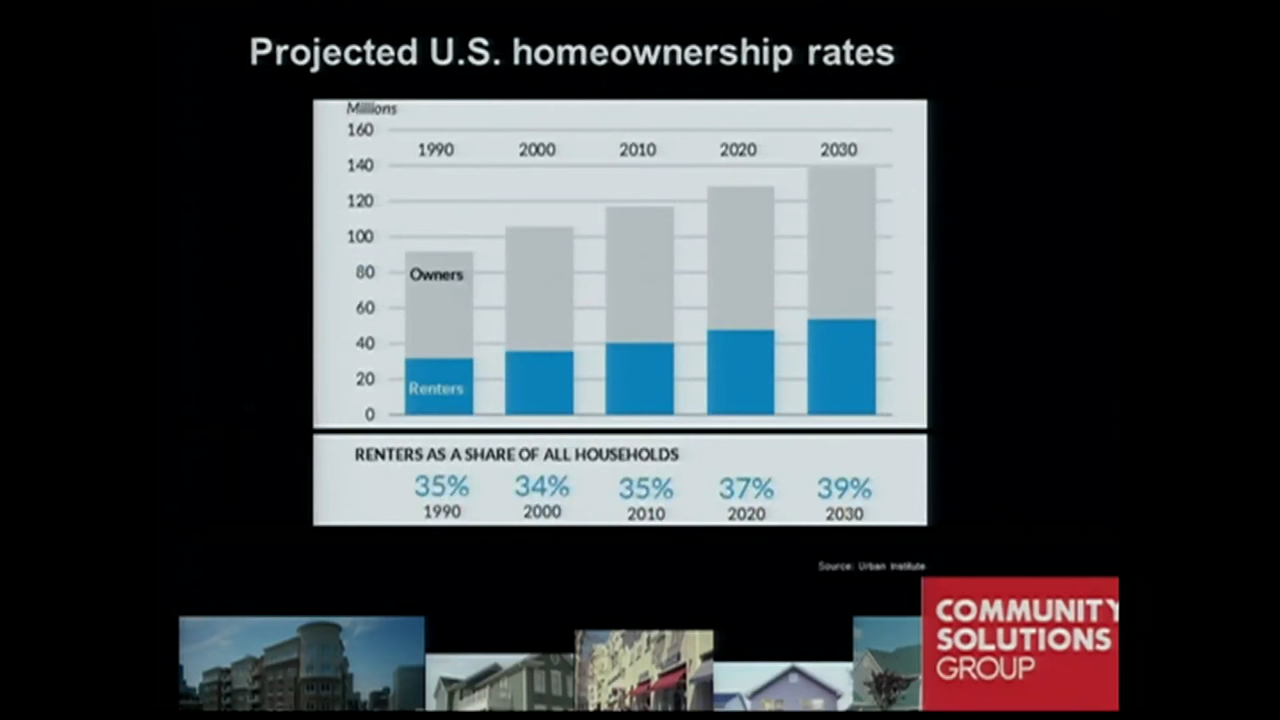 Projected U.S. homeownership rates
Millions
160
1990 2000 2010 2020 2030
140
120
100
80
Owners
60
40
20
Renters
0
RENTERS AS A SHARE OF ALL HOUSEHOLDS
35% 34% 35% 37% 39%
1990 2000 2010 2020 2030
Source: Urban Institute
COMMUNITY
SOLUTIONS
GROUP